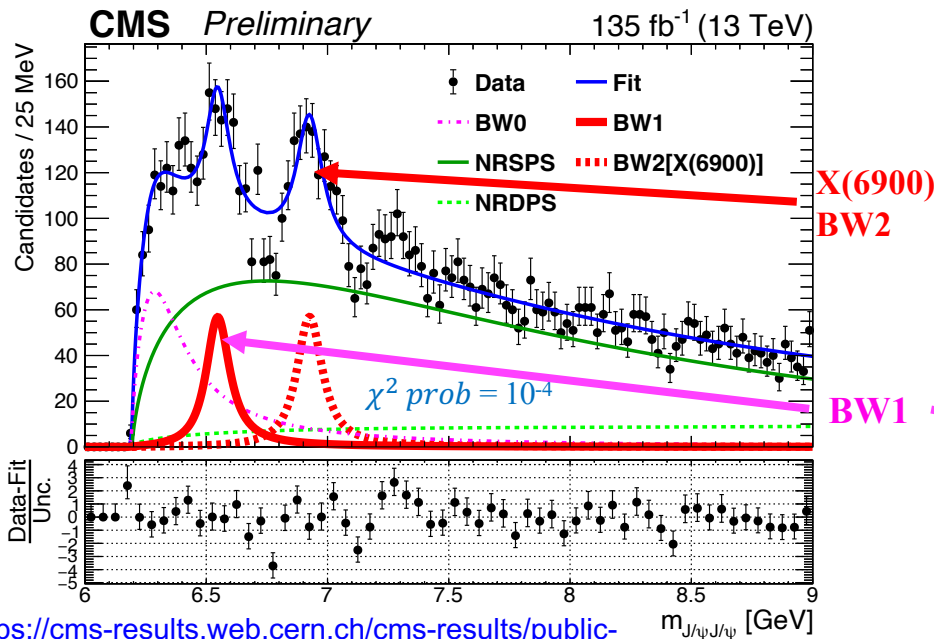 CMS Preliminary 135 fb⁻¹ (13 TeV)
Candidates / 25 MeV
160
140
120
100
80
60
40
20
0
Data Fit
BW0 BW1
NRSPS BW2[X(6900)]
NRDPS
X(6900)
BW2
χ² prob = 10⁻⁴
BW1
Data-Fit
Unc.
4
3
2
1
0
−1
−2
−3
−4
−5
6 6.5 7 7.5 8 8.5 9
m J/ψJ/ψ [GeV]
ps://cms-results.web.cern.ch/cms-results/public-